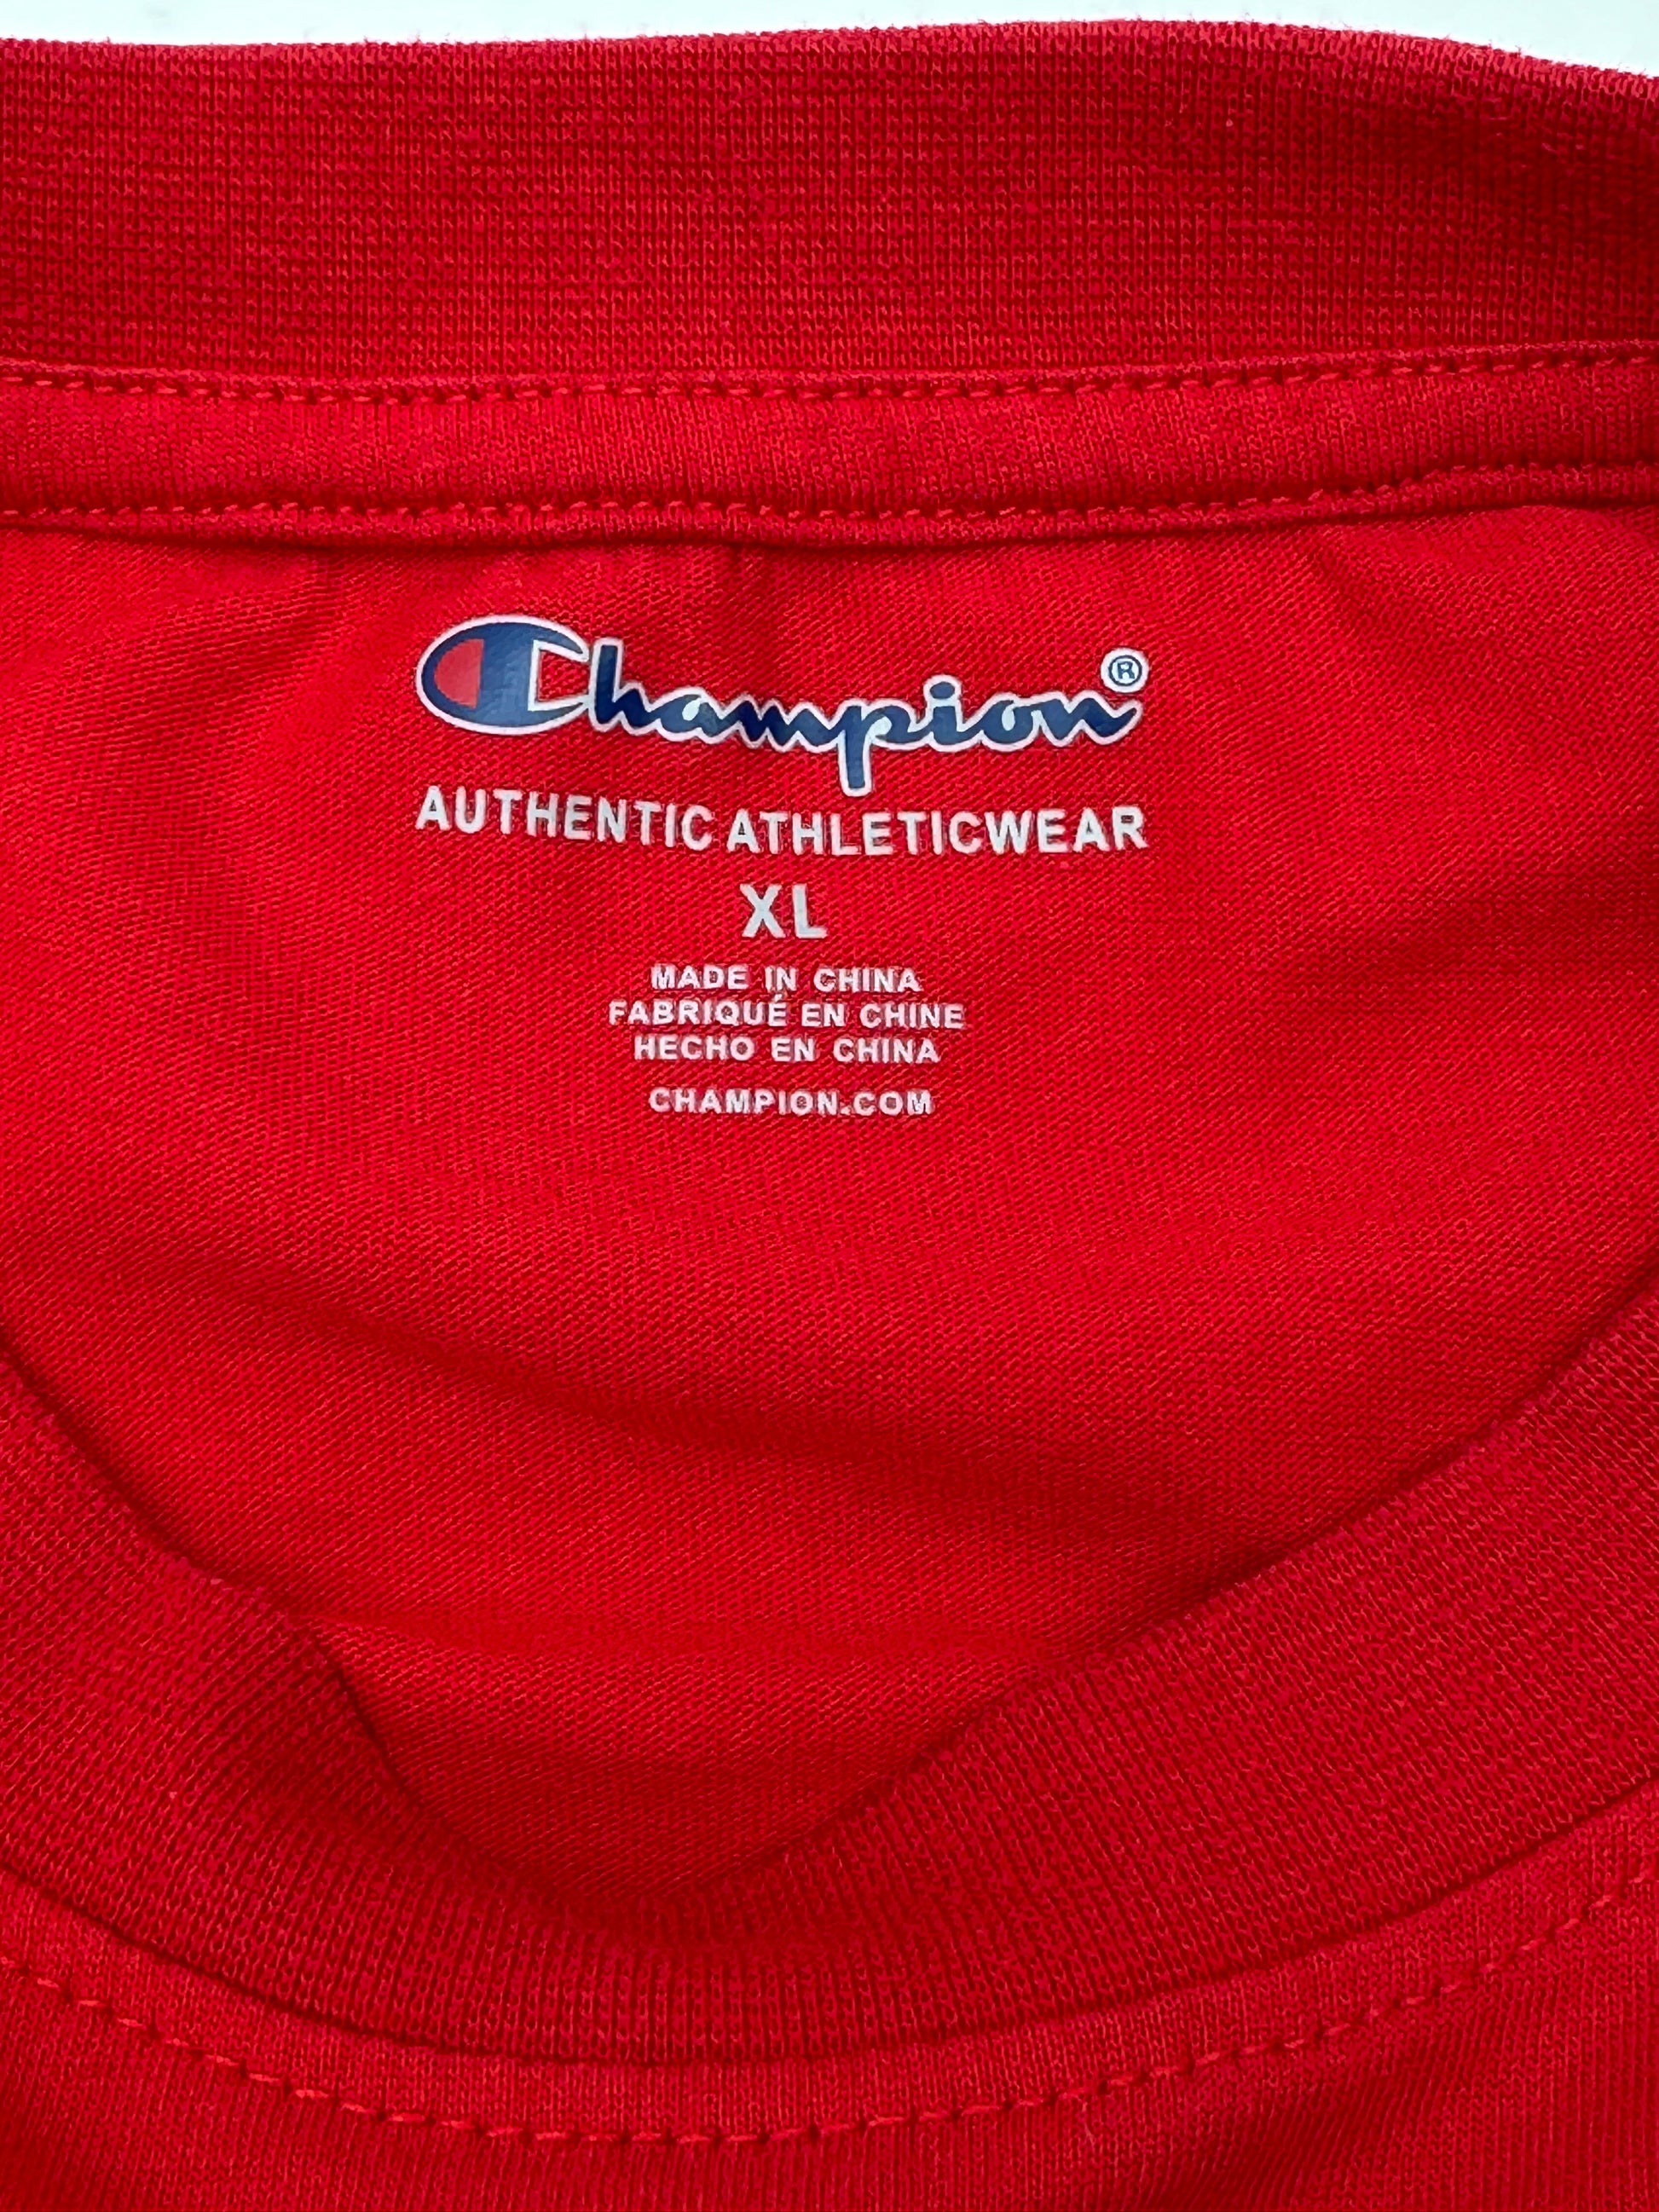 Champion®
AUTHENTIC ATHLETICWEAR
XL
MADE IN CHINA
FABRIQUÉ EN CHINE
HECHO EN CHINA
CHAMPION.COM